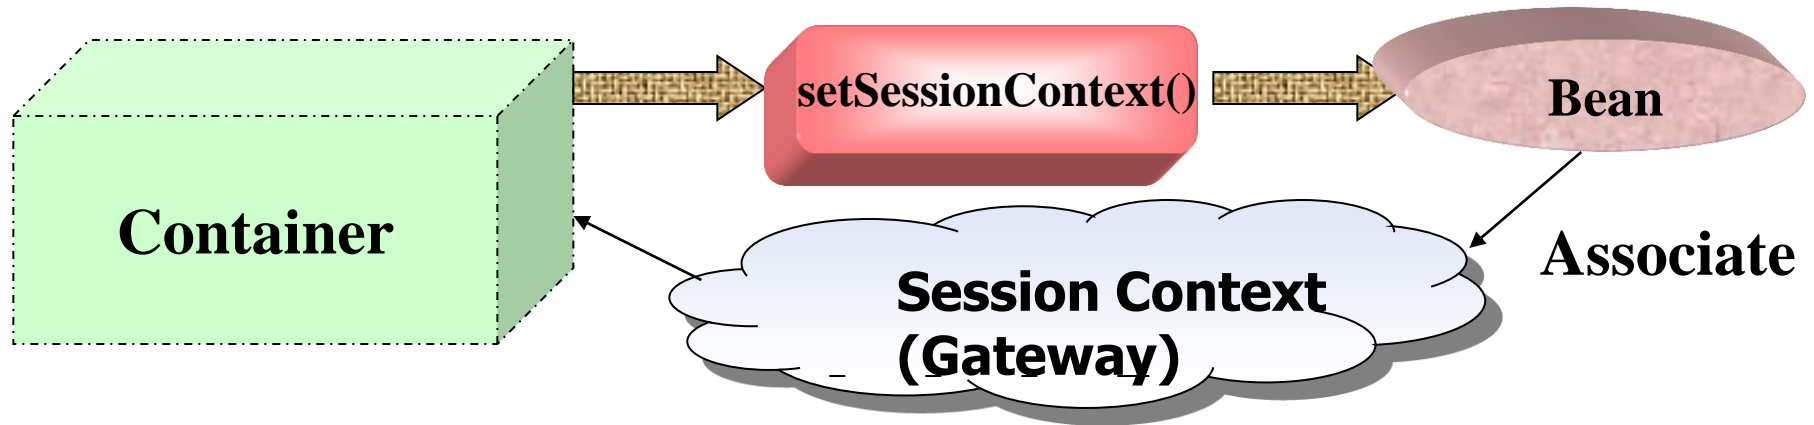 setSessionContext()
Bean
Container
Associate
Session Context
(Gateway)